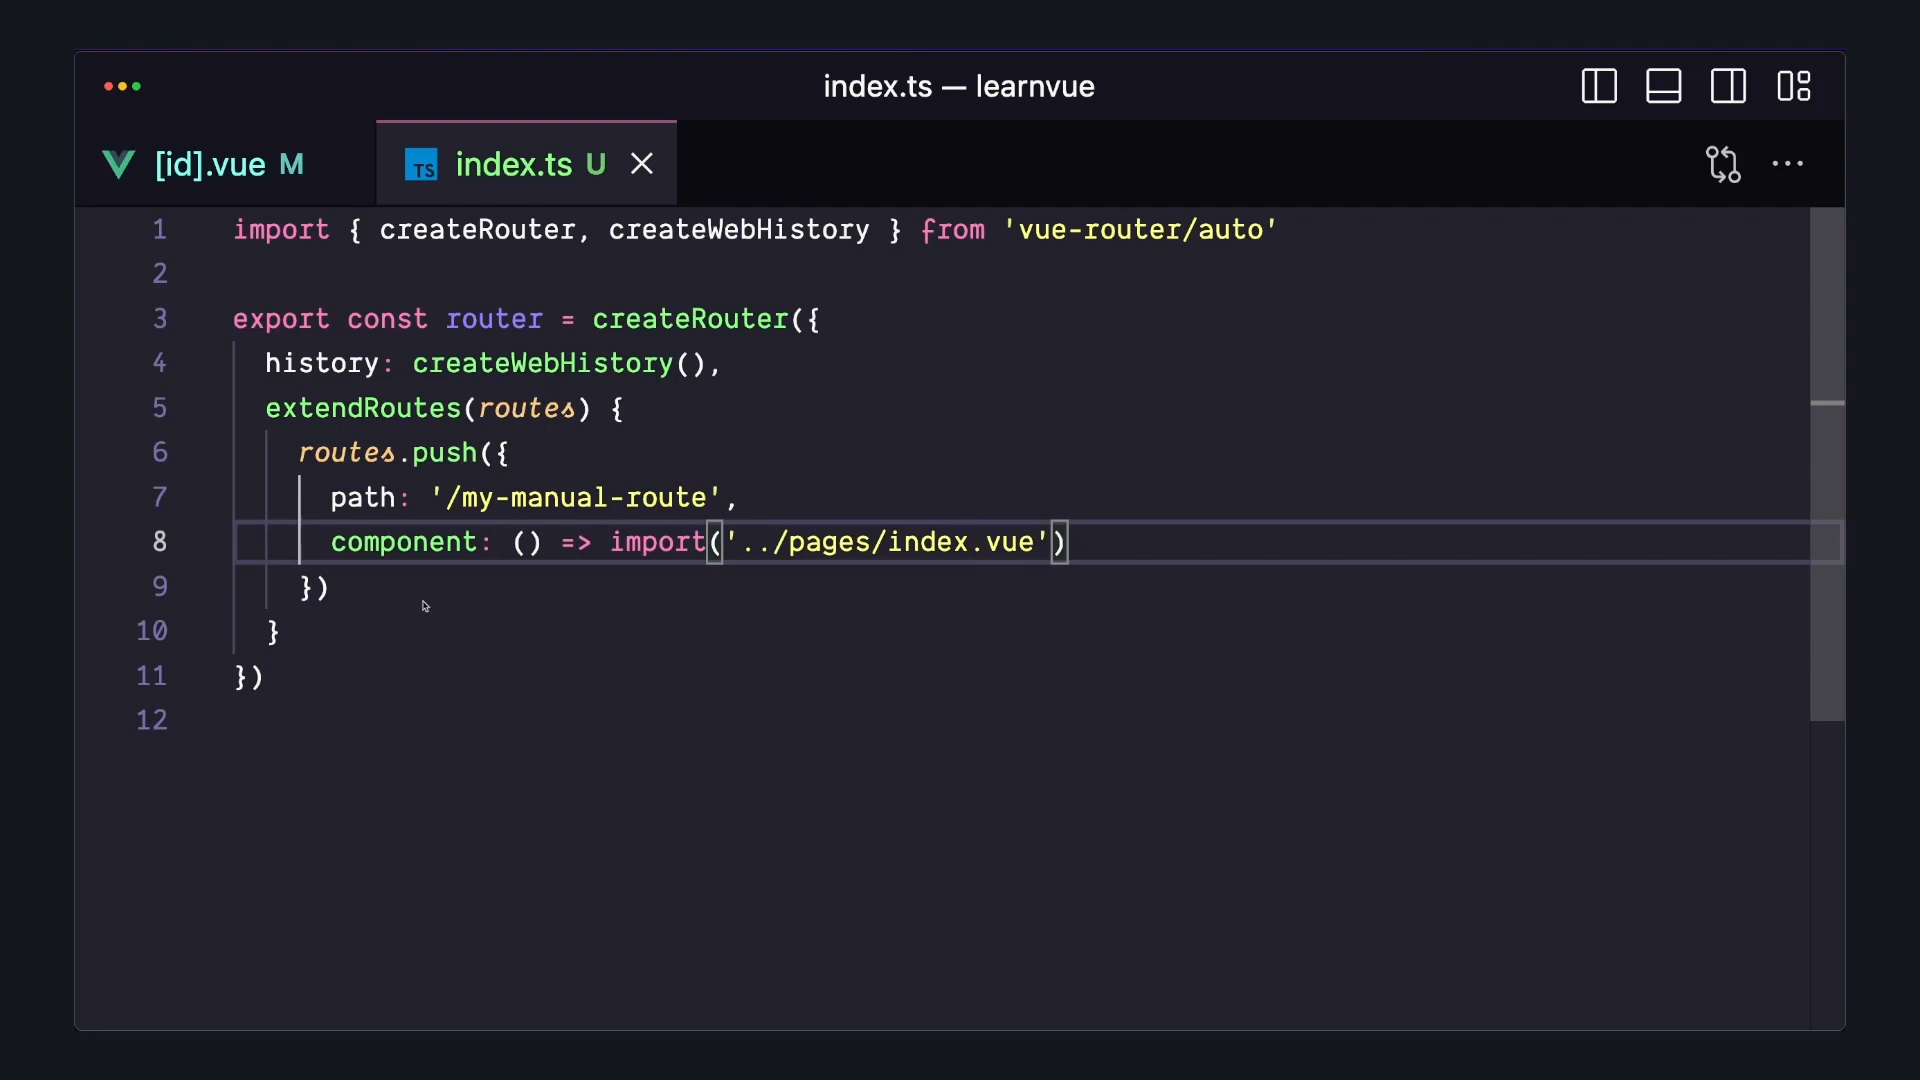 index.ts — learnvue
[id].vue M
TS index.ts U
1 import { createRouter, createWebHistory } from 'vue-router/auto'
2
3 export const router = createRouter({
4 history: createWebHistory(),
5 extendRoutes(routes) {
6 routes.push({
7 path: '/my-manual-route',
8 component: () => import('../pages/index.vue')
9 })
10 }
11 })
12